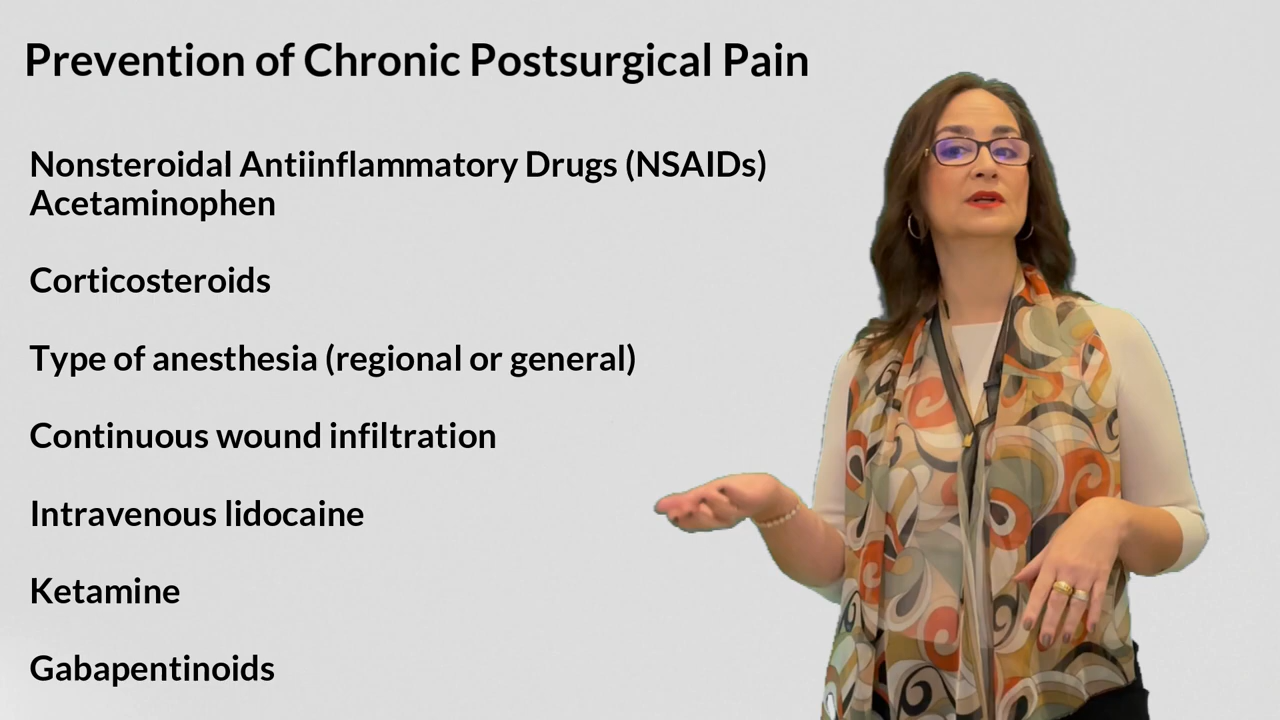 Prevention of Chronic Postsurgical Pain
Nonsteroidal Antiinflammatory Drugs (NSAIDs)
Acetaminophen
Corticosteroids
Type of anesthesia (regional or general)
Continuous wound infiltration
Intravenous lidocaine
Ketamine
Gabapentinoids